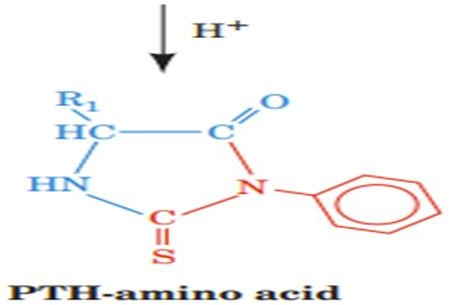 H+
R1
O
HC
C
HN
N
C
S
PTH-amino acid